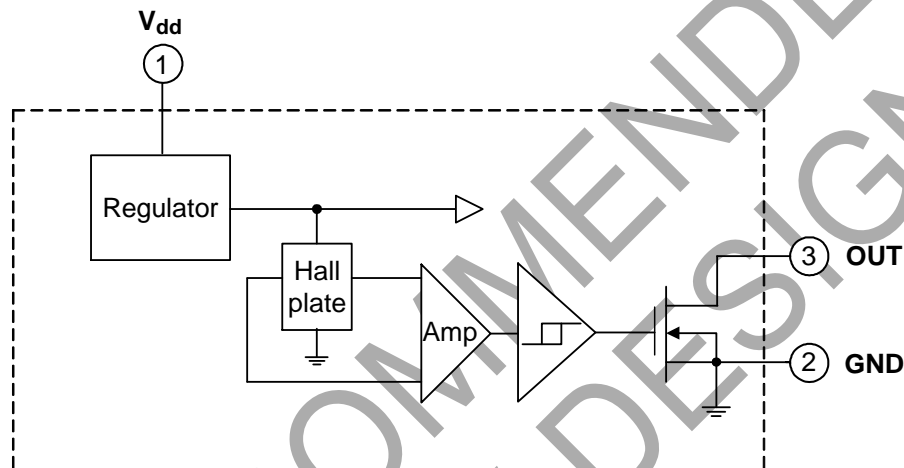 Vdd
1
Regulator
Hall
plate
Amp
3 OUT
2 GND